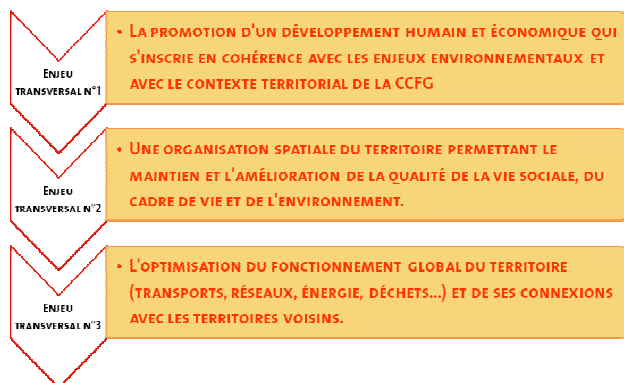 ENJEU
TRANSVERSAL N°1
• LA PROMOTION D'UN DÉVELOPPEMENT HUMAIN ET ÉCONOMIQUE QUI
S'INSCRIE EN COHÉRENCE AVEC LES ENJEUX ENVIRONNEMENTAUX ET
AVEC LE CONTEXTE TERRITORIAL DE LA CCFG
ENJEU
TRANSVERSAL N°2
• UNE ORGANISATION SPATIALE DU TERRITOIRE PERMETTANT LE
MAINTIEN ET L'AMÉLIORATION DE LA QUALITÉ DE LA VIE SOCIALE, DU
CADRE DE VIE ET DE L'ENVIRONNEMENT.
ENJEU
TRANSVERSAL N°3
• L'OPTIMISATION DU FONCTIONNEMENT GLOBAL DU TERRITOIRE
(TRANSPORTS, RÉSEAUX, ÉNERGIE, DÉCHETS...) ET DE SES CONNEXIONS
AVEC LES TERRITOIRES VOISINS.